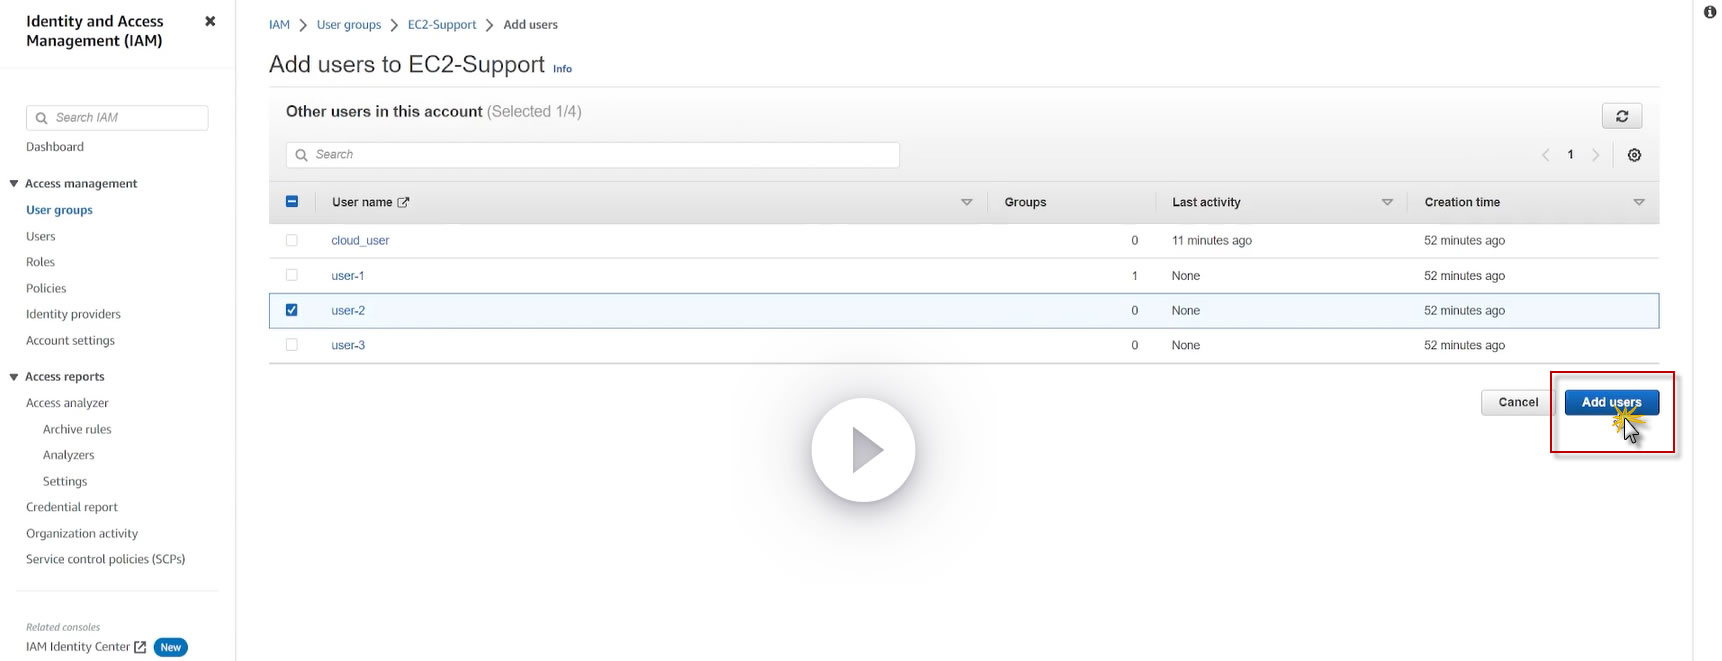 Identity and Access
Management (IAM)
Search IAM
Dashboard
Access management
User groups
Users
Roles
Policies
Identity providers
Account settings
Access reports
Access analyzer
Archive rules
Analyzers
Settings
Credential report
Organization activity
Service control policies (SCPs)
Related consoles
IAM Identity Center New
IAM User groups EC2-Support Add users
Add users to EC2-Support Info
Other users in this account (Selected 1/4)
Search
1
User name Groups Last activity Creation time
cloud_user 0 11 minutes ago 52 minutes ago
user-1 1 None 52 minutes ago
user-2 0 None 52 minutes ago
user-3 0 None 52 minutes ago
Cancel Add users